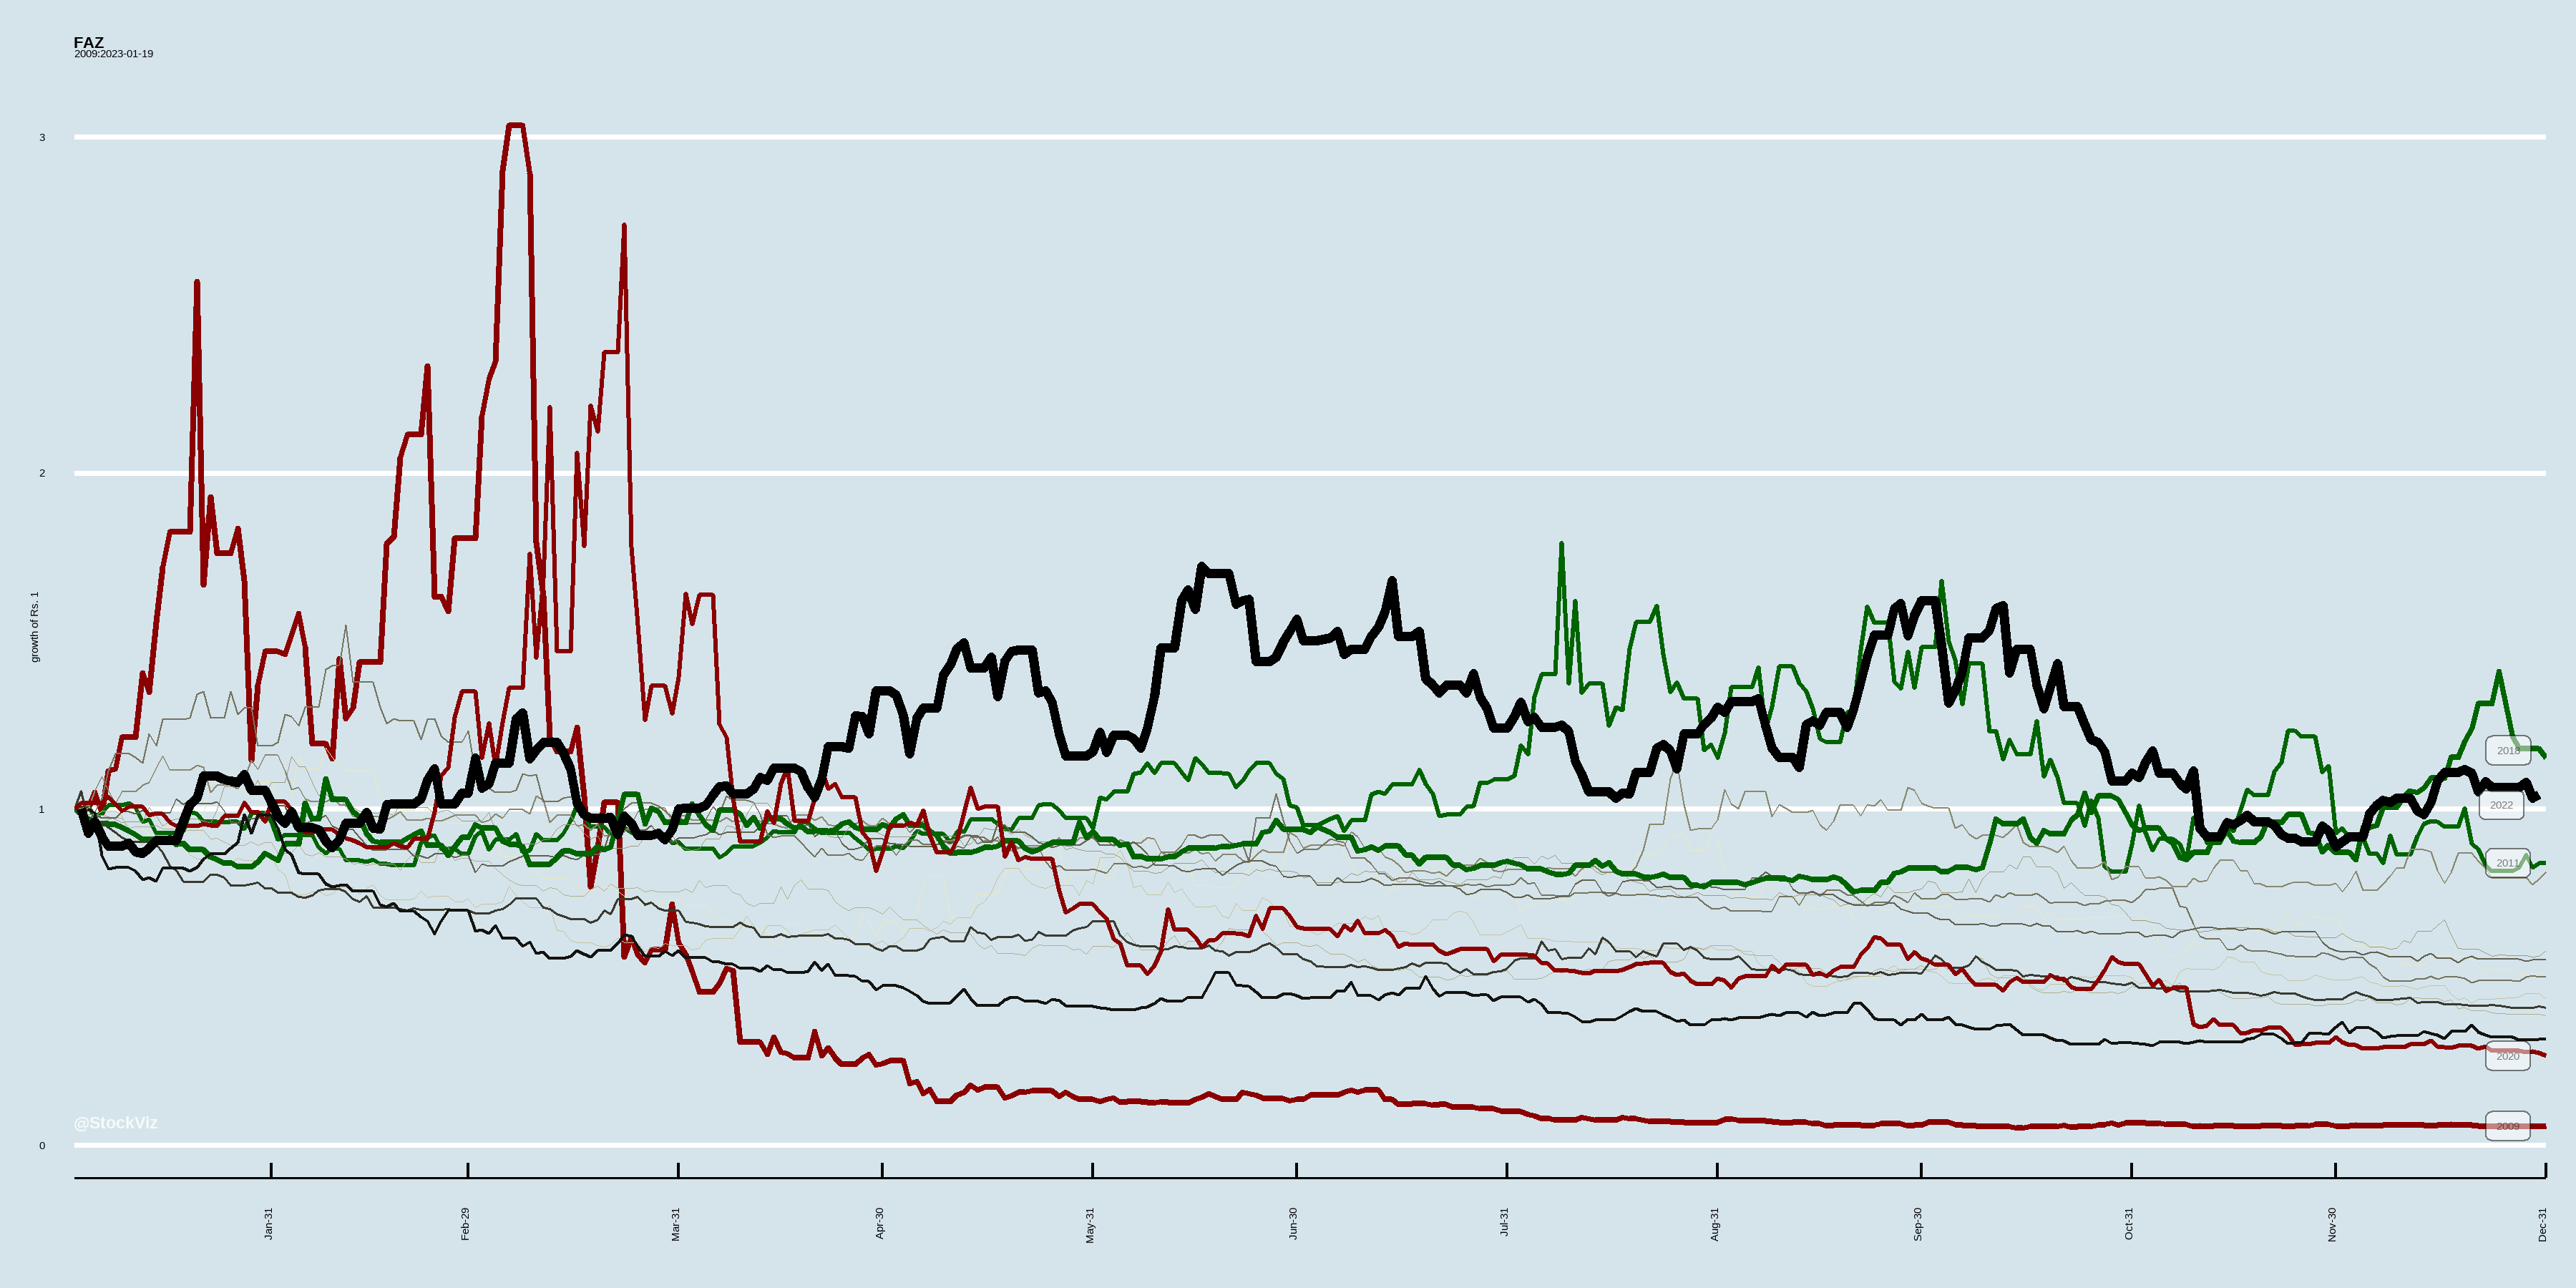 FAZ
2009:2023-01-19
3
2
growth of Rs. 1
1
0
2018
2022
2011
2020
2009
@StockViz
Jan-31
Feb-29
Mar-31
Apr-30
May-31
Jun-30
Jul-31
Aug-31
Sep-30
Oct-31
Nov-30
Dec-31